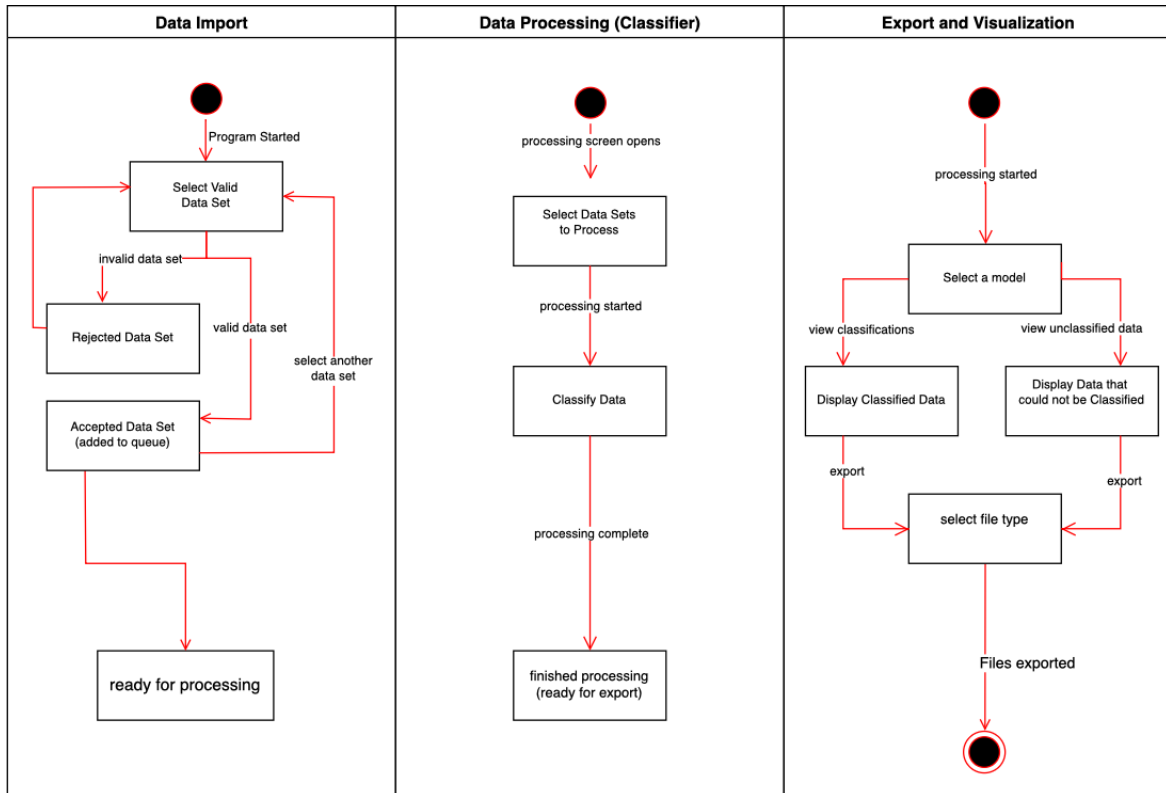 Data Import
Data Processing (Classifier)
Export and Visualization
Program Started
Select Valid
Data Set
invalid data set
Rejected Data Set
valid data set
select another
data set
Accepted Data Set
(added to queue)
ready for processing
processing screen opens
Select Data Sets
to Process
processing started
Classify Data
processing complete
finished processing
(ready for export)
processing started
Select a model
view classifications
view unclassified data
Display Classified Data
Display Data that
could not be Classified
export
export
select file type
Files exported